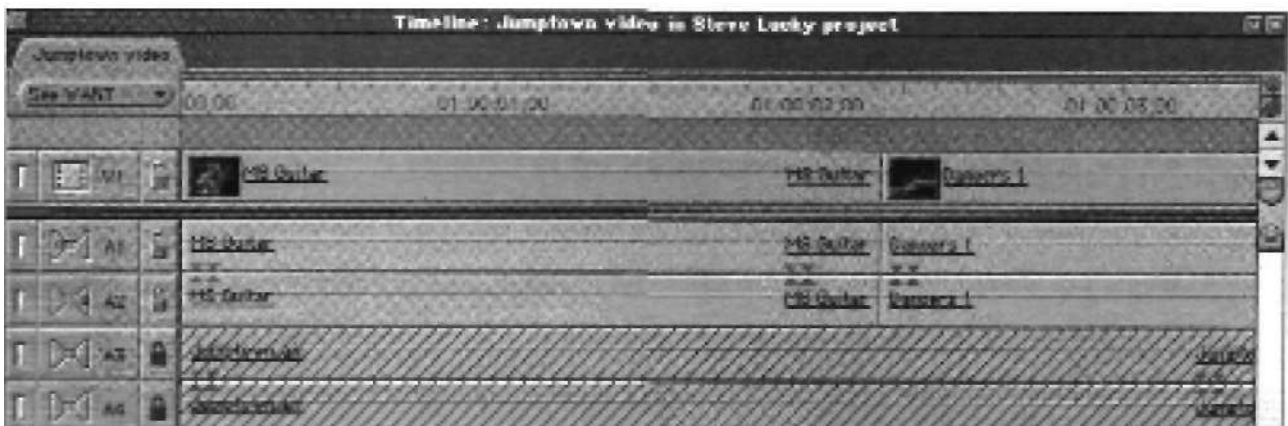 Timeline: Jumptown video in Steve Lucky project
Jumptown video
00:00 01:00:01;00 01:00:02;00 01:00:03;00
V1 MS Guitar MS Guitar Dancers 1
A1 MS Guitar MS Guitar Dancers 1
A2 MS Guitar MS Guitar Dancers 1
A3
A4